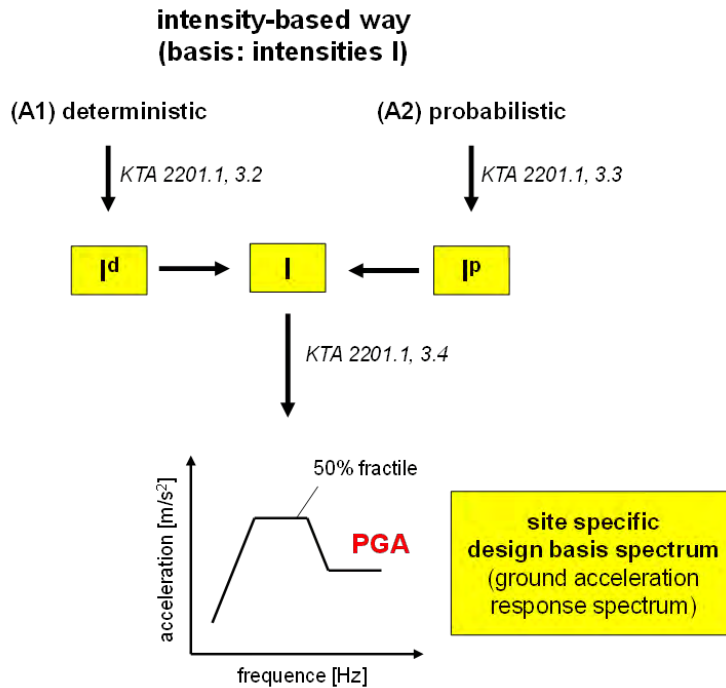 intensity-based way
(basis: intensities I)
(A1) deterministic
(A2) probabilistic
KTA 2201.1, 3.2
KTA 2201.1, 3.3
Iᵈ
I
Iᵖ
KTA 2201.1, 3.4
50% fractile
PGA
acceleration [m/s²]
frequence [Hz]
site specific
design basis spectrum
(ground acceleration
response spectrum)